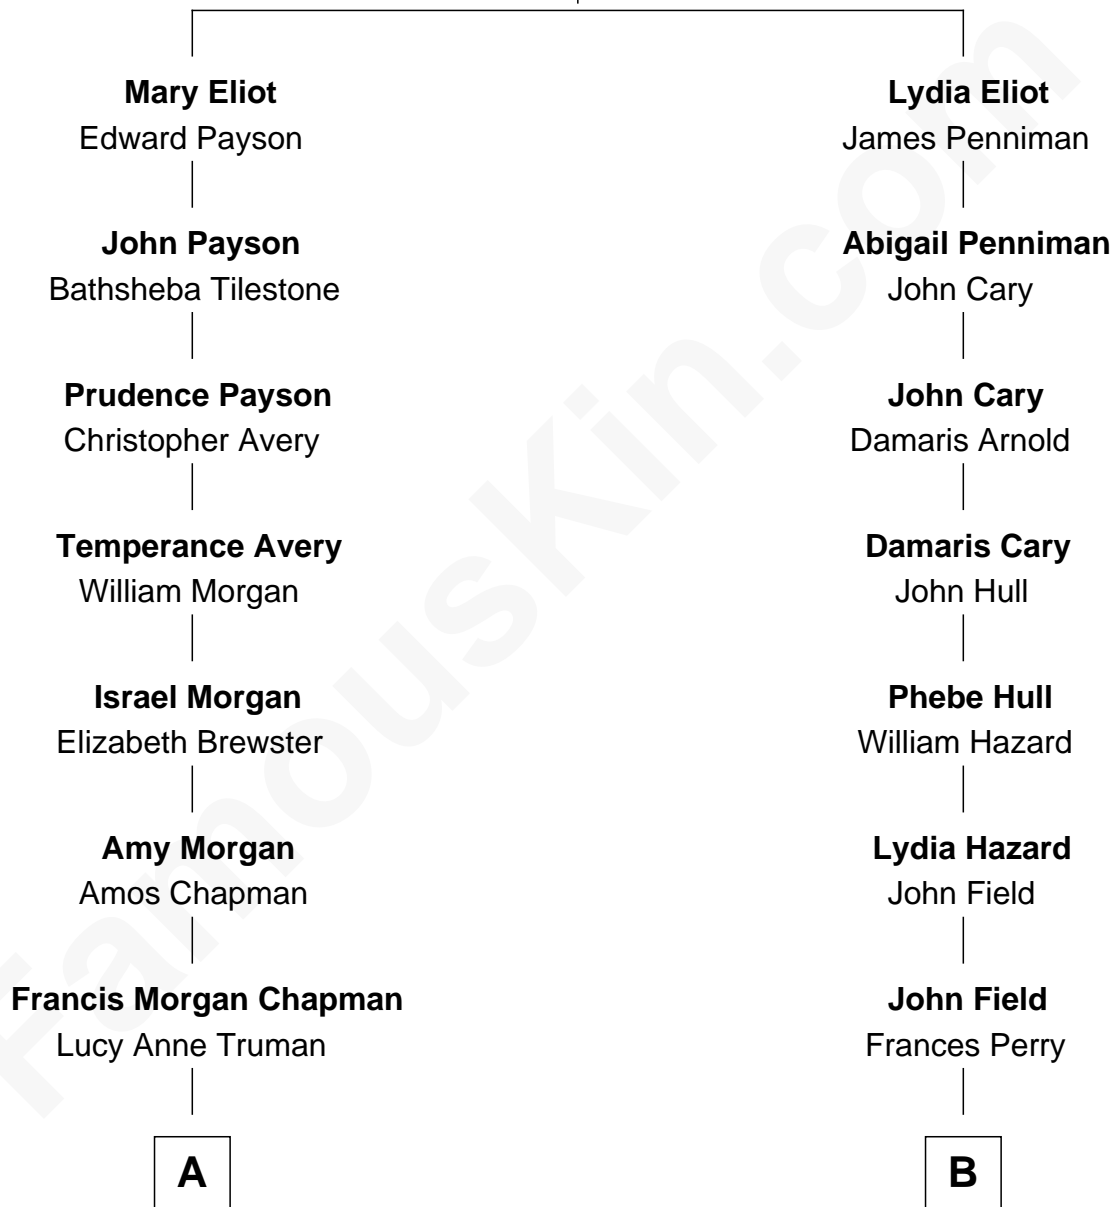 Mary Eliot
Edward Payson
John Payson
Bathsheba Tilestone
Prudence Payson
Christopher Avery
Temperance Avery
William Morgan
Israel Morgan
Elizabeth Brewster
Amy Morgan
Amos Chapman
Francis Morgan Chapman
Lucy Anne Truman
A
Lydia Eliot
James Penniman
Abigail Penniman
John Cary
John Cary
Damaris Arnold
Damaris Cary
John Hull
Phebe Hull
William Hazard
Lydia Hazard
John Field
John Field
Frances Perry
B
FamousKin.com